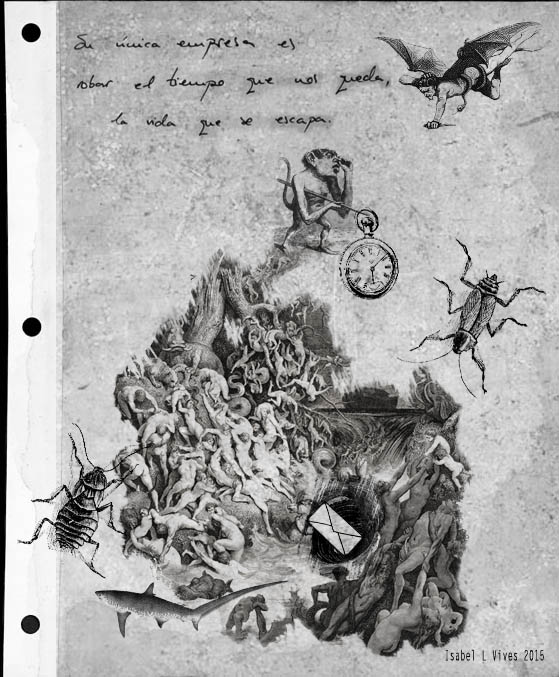 Su única empresa es
robar el tiempo que nos queda,
la vida que se escapa.
Isabel L Vives 2015